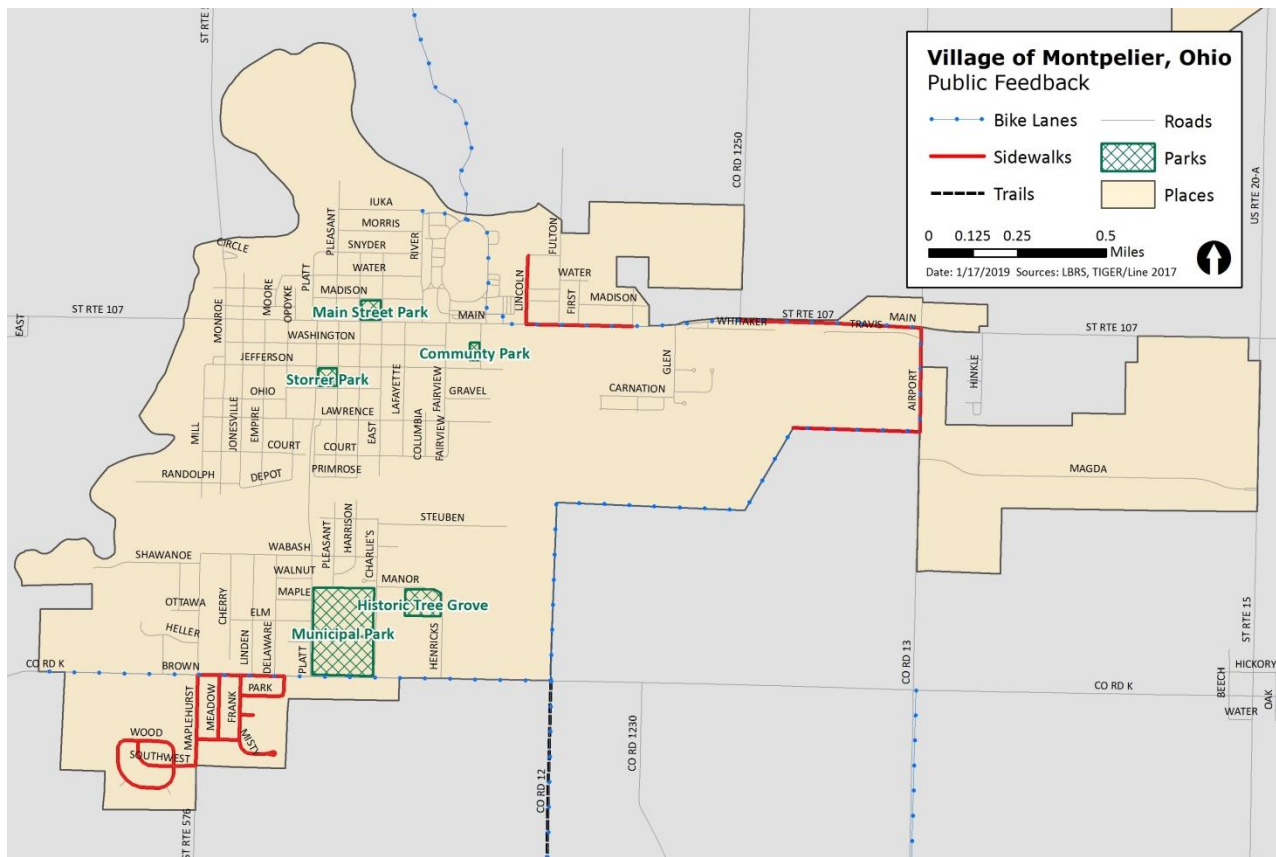 ST RTE 5
Village of Montpelier, Ohio
Public Feedback
Bike Lanes
Roads
Sidewalks
Parks
Trails
Places
0 0.125 0.25 0.5
Miles
Date: 1/17/2019 Sources: LBRS, TIGER/Line 2017
CO RD 1250
US RTE 20-A
IUKA
PLEASANT
MORRIS
RIVER
SNYDER
CIRCLE
FULTON
PLATT
WATER
WATER
MOORE
OPDYKE
MADISON
LINCOLN
FIRST
MADISON
MONROE
EAST
ST RTE 107
Main Street Park
MAIN
WHITAKER
ST RTE 107
TRAVIS
MAIN
ST RTE 107
WASHINGTON
JEFFERSON
Communty Park
GLEN
HINKLE
Storrer Park
LAFAYETTE
FAIRVIEW
OHIO
GRAVEL
CARNATION
AIRPORT
LAWRENCE
MILL
JONESVILLE
EMPIRE
COURT
COURT
EAST
COLUMBIA
FAIRVIEW
RANDOLPH
DEPOT
PRIMROSE
MAGDA
STEUBEN
PLEASANT
HARRISON
SHAWANOE
WABASH
CHARLIE'S
WALNUT
MANOR
MAPLE
OTTAWA
CHERRY
ELM
Historic Tree Grove
HELLER
LINDEN
DELAWARE
Municipal Park
PLATT
HENRICKS
ST RTE 15
CO RD K
BROWN
CO RD 13
CO RD K
HICKORY
BEECH
OAK
WATER
MAPLEHURST
MEADOW
FRANK
PARK
WOOD
SOUTHWEST
MISTY
CO RD 12
CO RD 1230
ST RTE 576